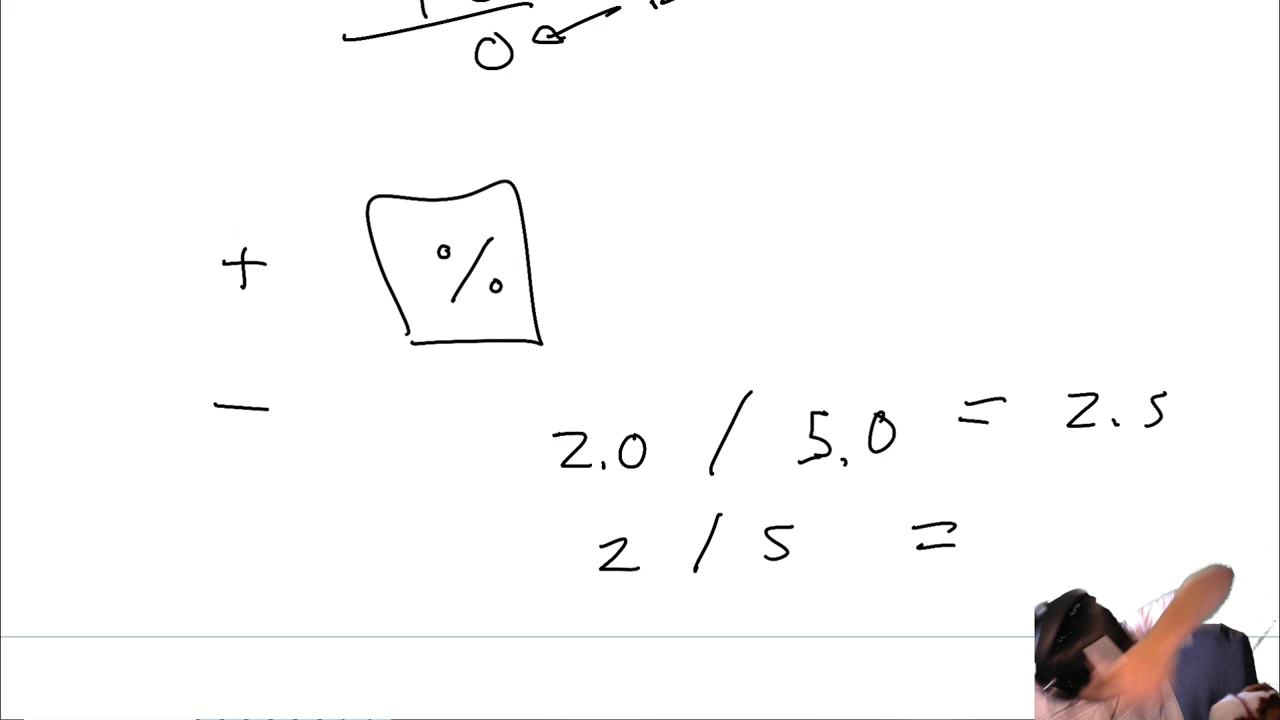 0
+ %
-
2.0 / 5.0 = 2.5
2 / 5 =